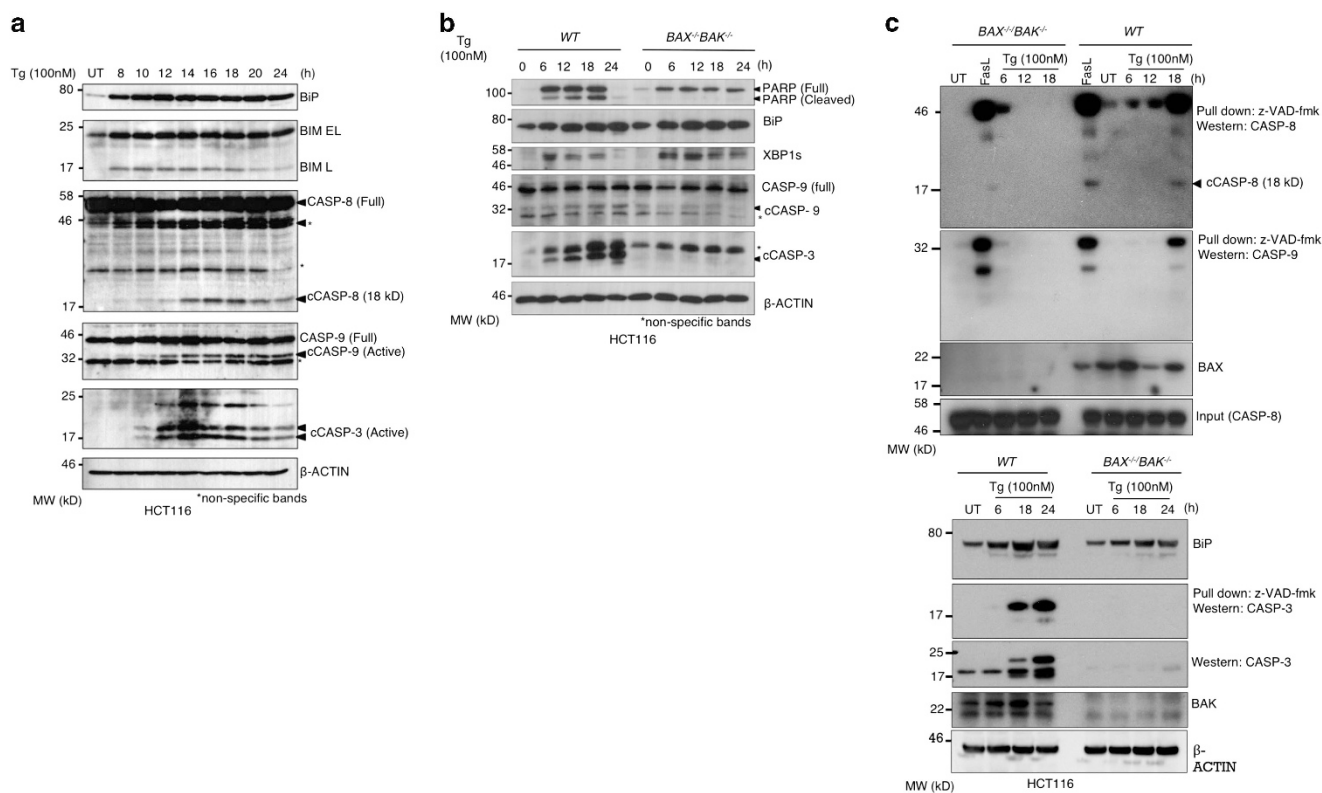 a
Tg (100nM) UT 8 10 12 14 16 18 20 24 (h)
80
BiP
25
BIM EL
17
BIM L
58
CASP-8 (Full)
46
*
*
cCASP-8 (18 kD)
17
46
CASP-9 (Full)
cCASP-9 (Active)
32
*
25
cCASP-3 (Active)
17
46
β-ACTIN
MW (kD)
*non-specific bands
HCT116
b
Tg
(100nM)
WT
BAX-/-BAK-/-
0 6 12 18 24 0 6 12 18 24 (h)
PARP (Full)
100
PARP (Cleaved)
80
BiP
58
XBP1s
46
46
CASP-9 (full)
32
cCASP- 9
*
*
cCASP-3
17
46
β-ACTIN
MW (kD)
*non-specific bands
HCT116
c
BAX-/-/BAK-/-
WT
Tg (100nM)
Tg (100nM)
UT FasL 6 12 18 FasL UT 6 12 18 (h)
46
Pull down: z-VAD-fmk
Western: CASP-8
17
cCASP-8 (18 kD)
32
Pull down: z-VAD-fmk
Western: CASP-9
22
BAX
17
58
Input (CASP-8)
46
MW (kD)
WT
BAX-/-/BAK-/-
Tg (100nM)
Tg (100nM)
UT 6 18 24 UT 6 18 24 (h)
80
BiP
Pull down: z-VAD-fmk
Western: CASP-3
17
25
Western: CASP-3
17
BAK
22
46
β-
ACTIN
MW (kD)
HCT116